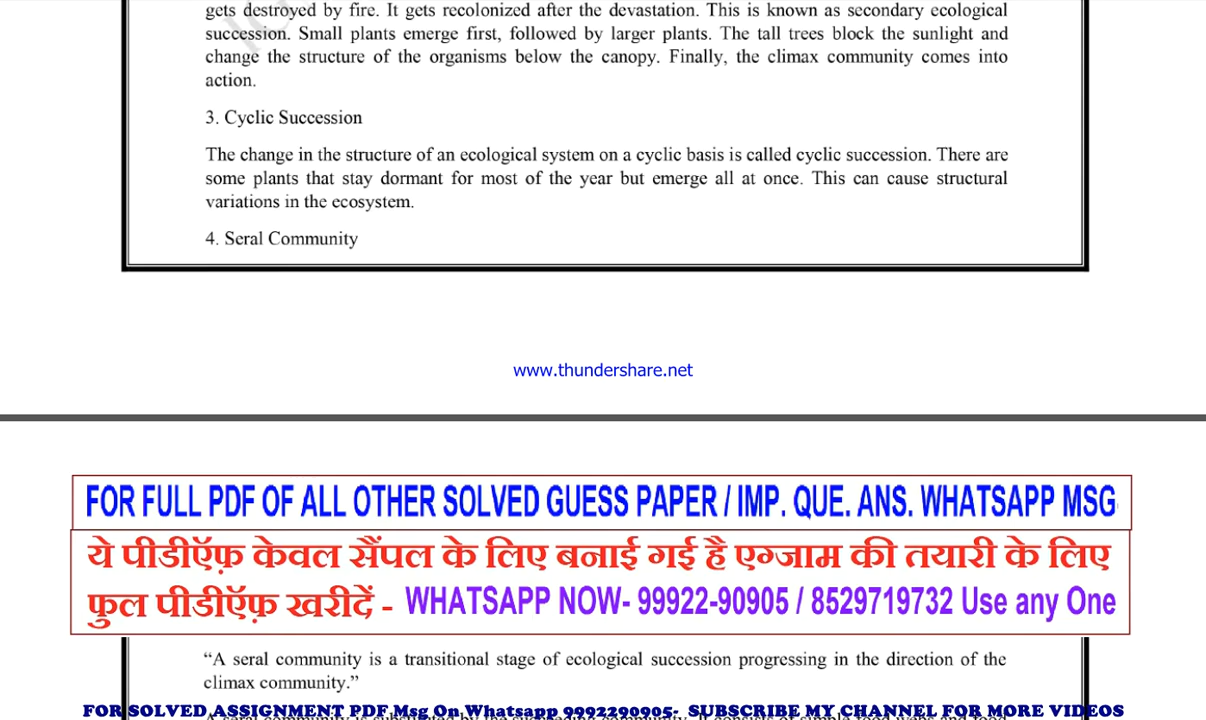 gets destroyed by fire. It gets recolonized after the devastation. This is known as secondary ecological
succession. Small plants emerge first, followed by larger plants. The tall trees block the sunlight and
change the structure of the organisms below the canopy. Finally, the climax community comes into
action.
3. Cyclic Succession
The change in the structure of an ecological system on a cyclic basis is called cyclic succession. There are
some plants that stay dormant for most of the year but emerge all at once. This can cause structural
variations in the ecosystem.
4. Seral Community
www.thundershare.net
FOR FULL PDF OF ALL OTHER SOLVED GUESS PAPER / IMP. QUE. ANS. WHATSAPP MSG
ये पीडीऍफ़ केवल सैंपल के लिए बनाई गई है एग्जाम की तयारी के लिए
फुल पीडीऍफ़ खरीदें - WHATSAPP NOW- 99922-90905 / 8529719732 Use any One
“A seral community is a transitional stage of ecological succession progressing in the direction of the
climax community.”
FOR SOLVED ASSIGNMENT PDF Msg On Whatsapp 9992290905- SUBSCRIBE MY CHANNEL FOR MORE VIDEOS